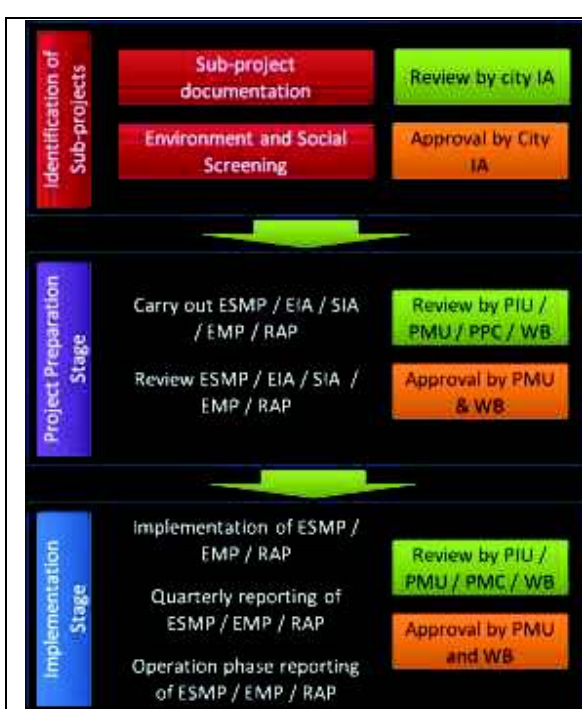 Identification of
Sub-projects
Sub-project
documentation
Review by city IA
Environment and Social
Screening
Approval by City
IA
Project Preparation
Stage
Carry out ESMP / EIA / SIA
/ EMP / RAP
Review by PIU /
PMU / PPC / WB
Review ESMP / EIA / SIA /
EMP / RAP
Approval by PMU
& WB
Implementation
Stage
Implementation of ESMP /
EMP / RAP
Review by PIU /
PMU / PMC / WB
Quarterly reporting of
ESMP / EMP / RAP
Approval by PMU
and WB
Operation phase reporting
of ESMP / EMP / RAP